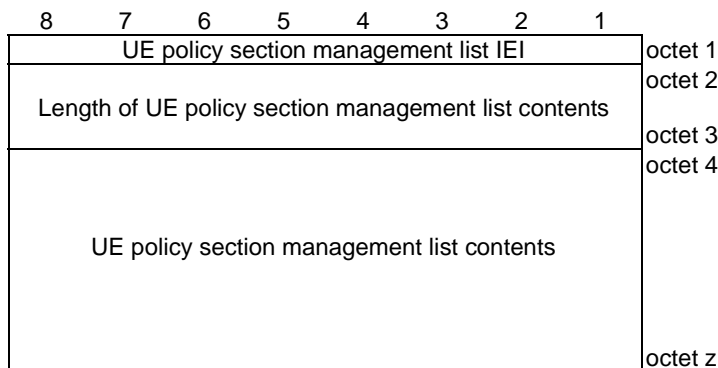 8 7 6 5 4 3 2 1
UE policy section management list IEI octet 1
octet 2
Length of UE policy section management list contents
octet 3
octet 4
UE policy section management list contents
octet z